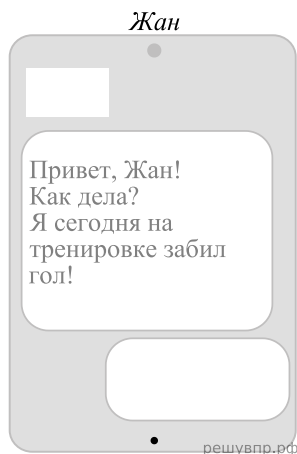 Жан
Привет, Жан!
Как дела?
Я сегодня на
тренировке забил
гол!
решувпр.рф